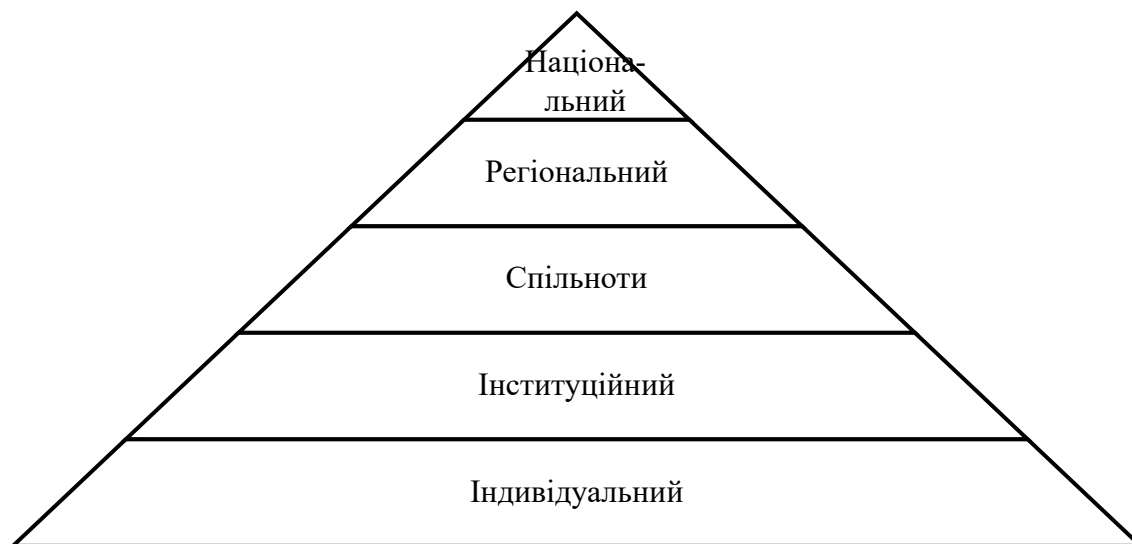 Націона-
льний
Регіональний
Спільноти
Інституційний
Індивідуальний